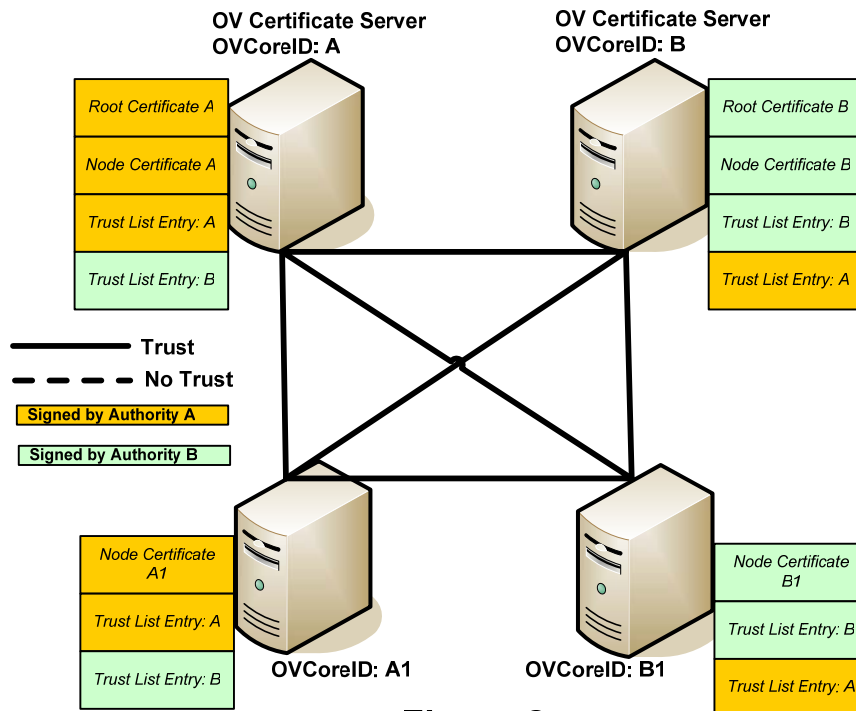 OV Certificate Server
OVCoreID: A
OV Certificate Server
OVCoreID: B
Root Certificate A
Node Certificate A
Trust List Entry: A
Trust List Entry: B
Root Certificate B
Node Certificate B
Trust List Entry: B
Trust List Entry: A
Trust
No Trust
Signed by Authority A
Signed by Authority B
Node Certificate
A1
Trust List Entry: A
Trust List Entry: B
OVCoreID: A1
OVCoreID: B1
Node Certificate
B1
Trust List Entry: B
Trust List Entry: A